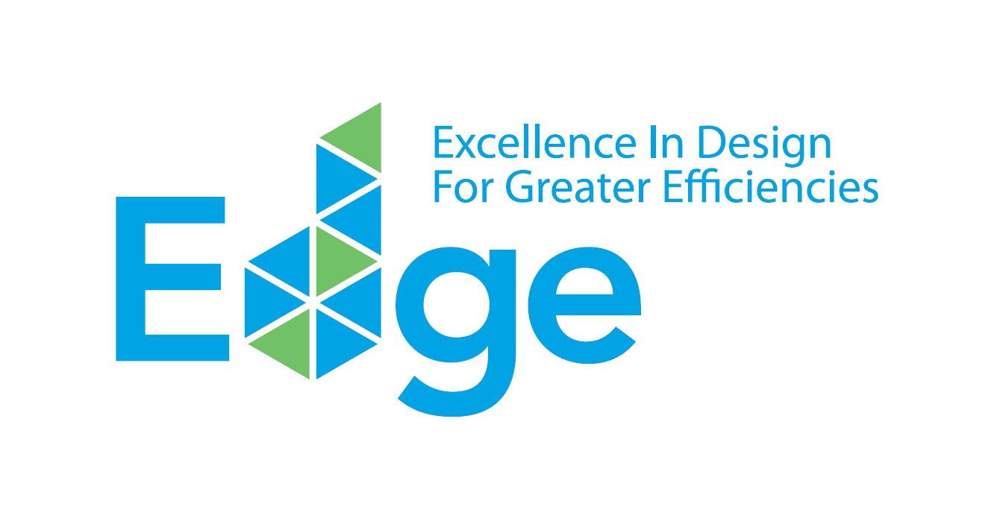 Excellence In Design
For Greater Efficiencies
Edge